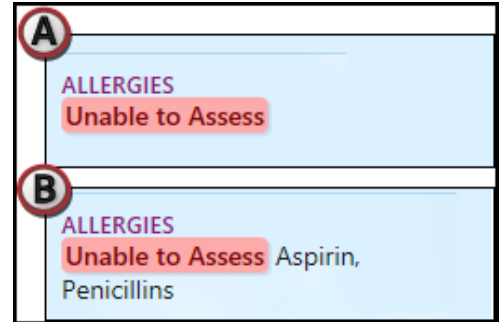 A
ALLERGIES
Unable to Assess
B
ALLERGIES
Unable to Assess Aspirin,
Penicillins